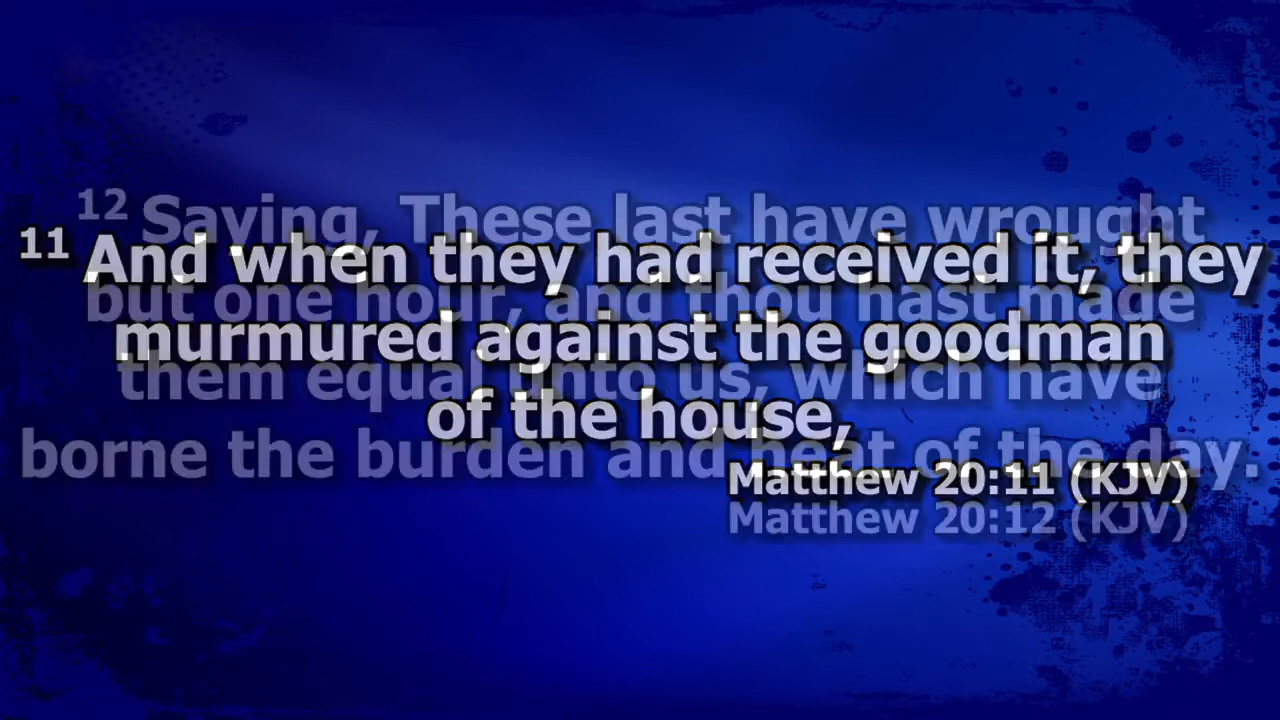 11 And when they had received it, they
murmured against the goodman
of the house,
Matthew 20:11 (KJV)
12 Saying, These last have wrought
but one hour, and thou hast made
them equal unto us, which have
borne the burden and heat of the day.
Matthew 20:12 (KJV)